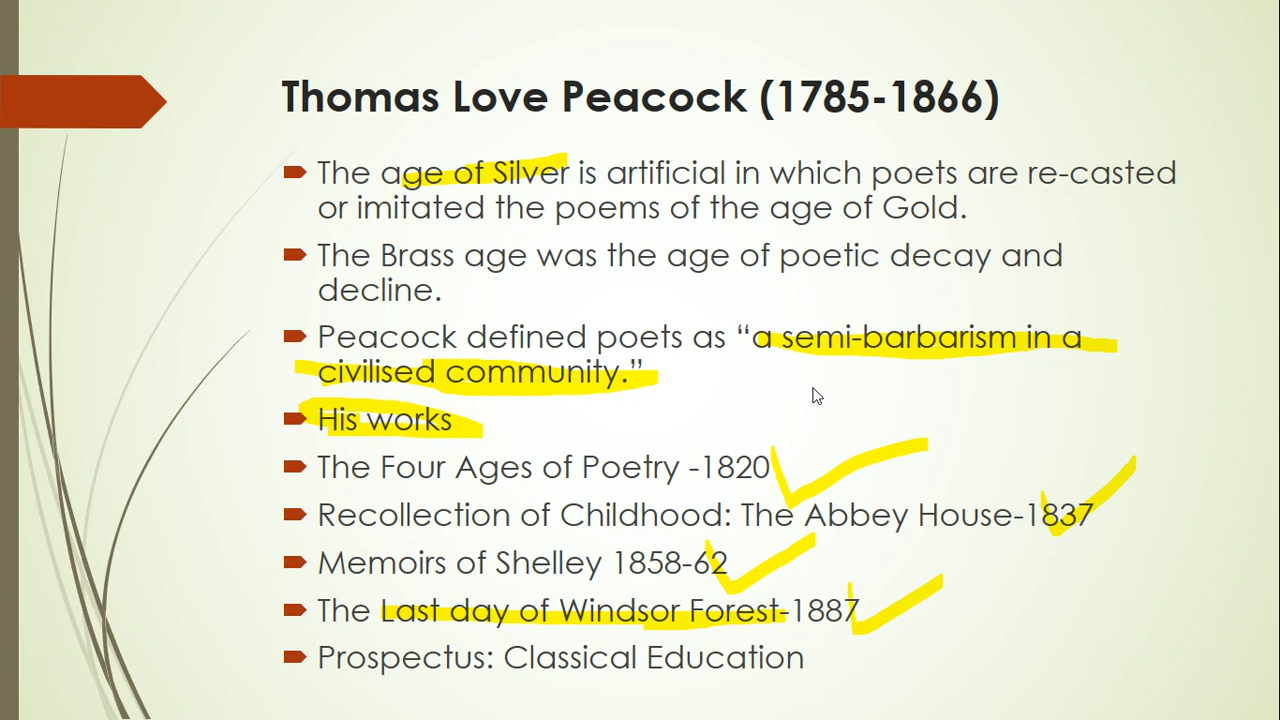 Thomas Love Peacock (1785-1866)
The age of Silver is artificial in which poets are re-casted
or imitated the poems of the age of Gold.
The Brass age was the age of poetic decay and
decline.
Peacock defined poets as “a semi-barbarism in a
civilised community.”
His works
The Four Ages of Poetry -1820
Recollection of Childhood: The Abbey House-1837
Memoirs of Shelley 1858-62
The Last day of Windsor Forest-1887
Prospectus: Classical Education